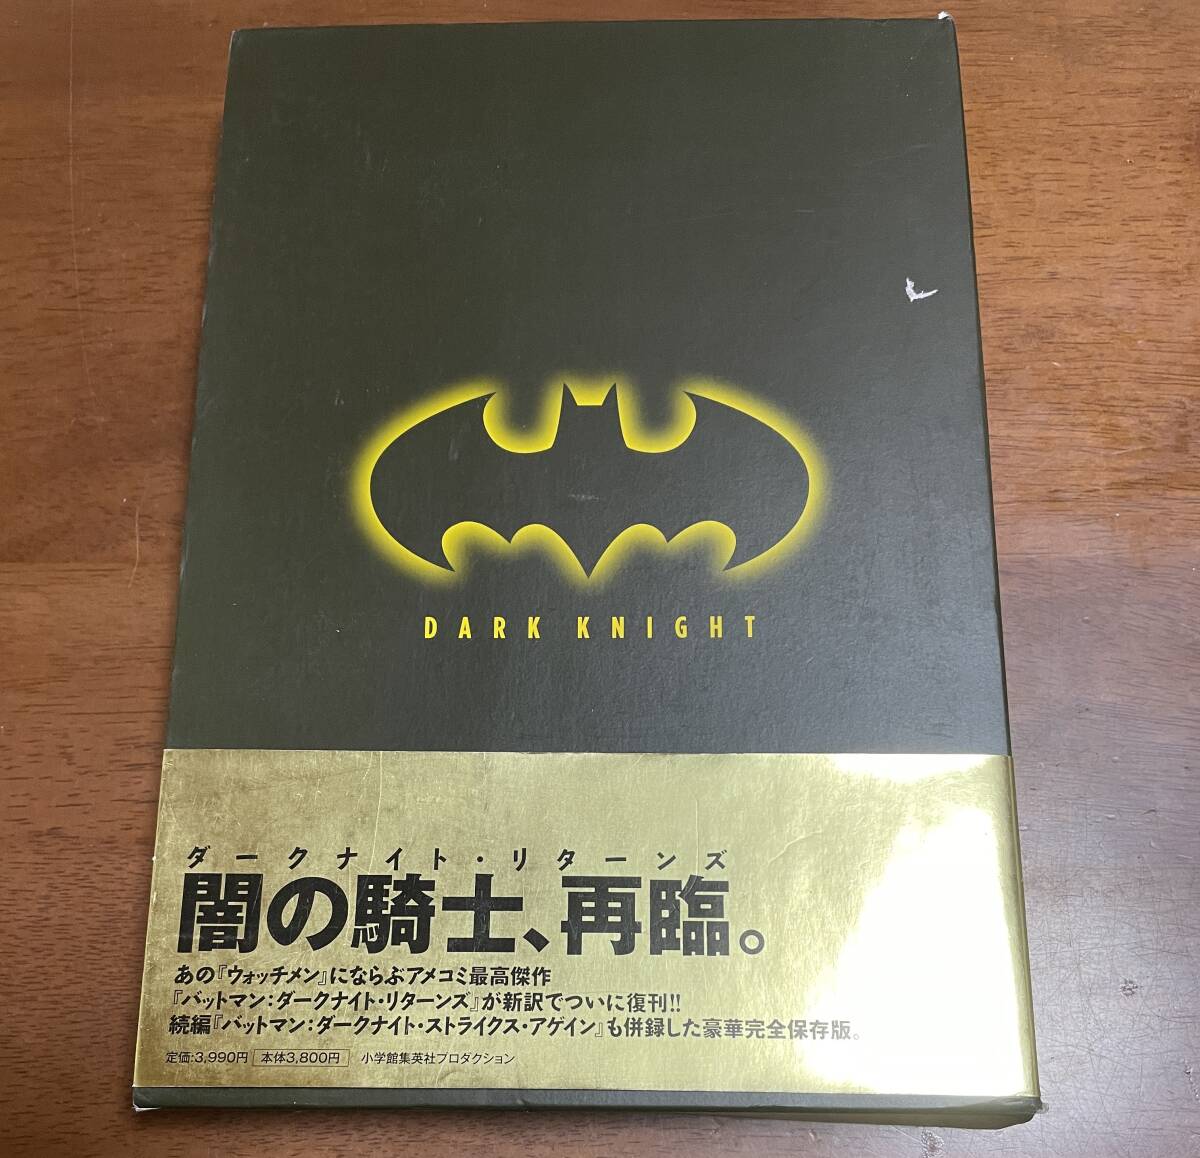 DARK KNIGHT
ダークナイト・リターンズ
闇の騎士、再臨。
あの『ウォッチメン』にならぶアメコミ最高傑作
『バットマン:ダークナイト・リターンズ』が新訳でついに復刊!!
続編『バットマン:ダークナイト・ストライクス・アゲイン』も併録した豪華完全保存版。
定価:3,990円 本体3,800円 小学館集英社プロダクション